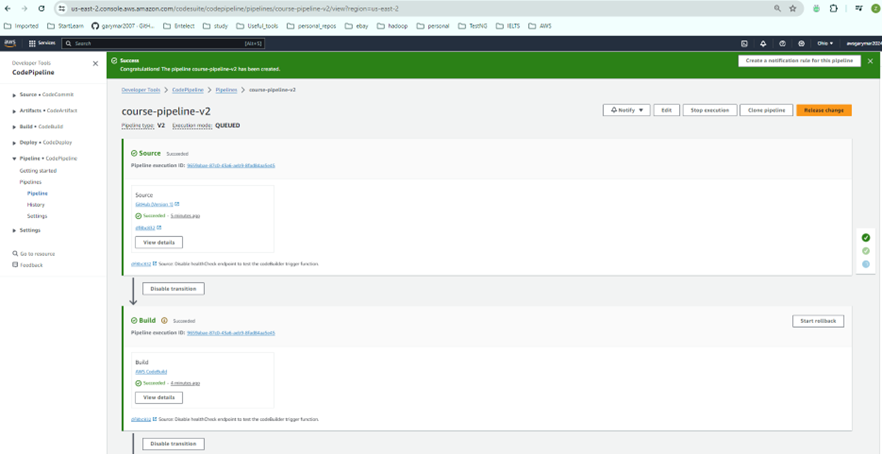 us-east-2.console.aws.amazon.com/codesuite/codepipeline/pipelines/course-pipeline-v2/view?region=us-east-2
Imported StartLearn garymar2007 - GitH... Entelect study Useful_tools personal_repos ebay hadoop personal TestNG IELTS AWS
aws Services Search [Alt+S] Ohio
Developer Tools
CodePipeline
Source • CodeCommit
Artifacts • CodeArtifact
Build • CodeBuild
Deploy • CodeDeploy
Pipeline • CodePipeline
Getting started
Pipelines
Pipeline
History
Settings
Settings
Go to resource
Feedback
Success
Congratulations! The pipeline course-pipeline-v2 has been created.
Create a notification rule for this pipeline
Developer Tools > CodePipeline > Pipelines > course-pipeline-v2
course-pipeline-v2
Notify Edit Stop execution Clone pipeline Release change
Pipeline type: V2 Execution mode: QUEUED
Source Succeeded
Pipeline execution ID:
Source
GitHub (Version 2)
Succeeded - 5 minutes ago
View details
Source: Disable healthCheck endpoint to test the codeBuilder trigger function.
Disable transition
Build Succeeded
Start rollback
Pipeline execution ID:
Build
AWS CodeBuild
Succeeded - 4 minutes ago
View details
Source: Disable healthCheck endpoint to test the codeBuilder trigger function.
Disable transition